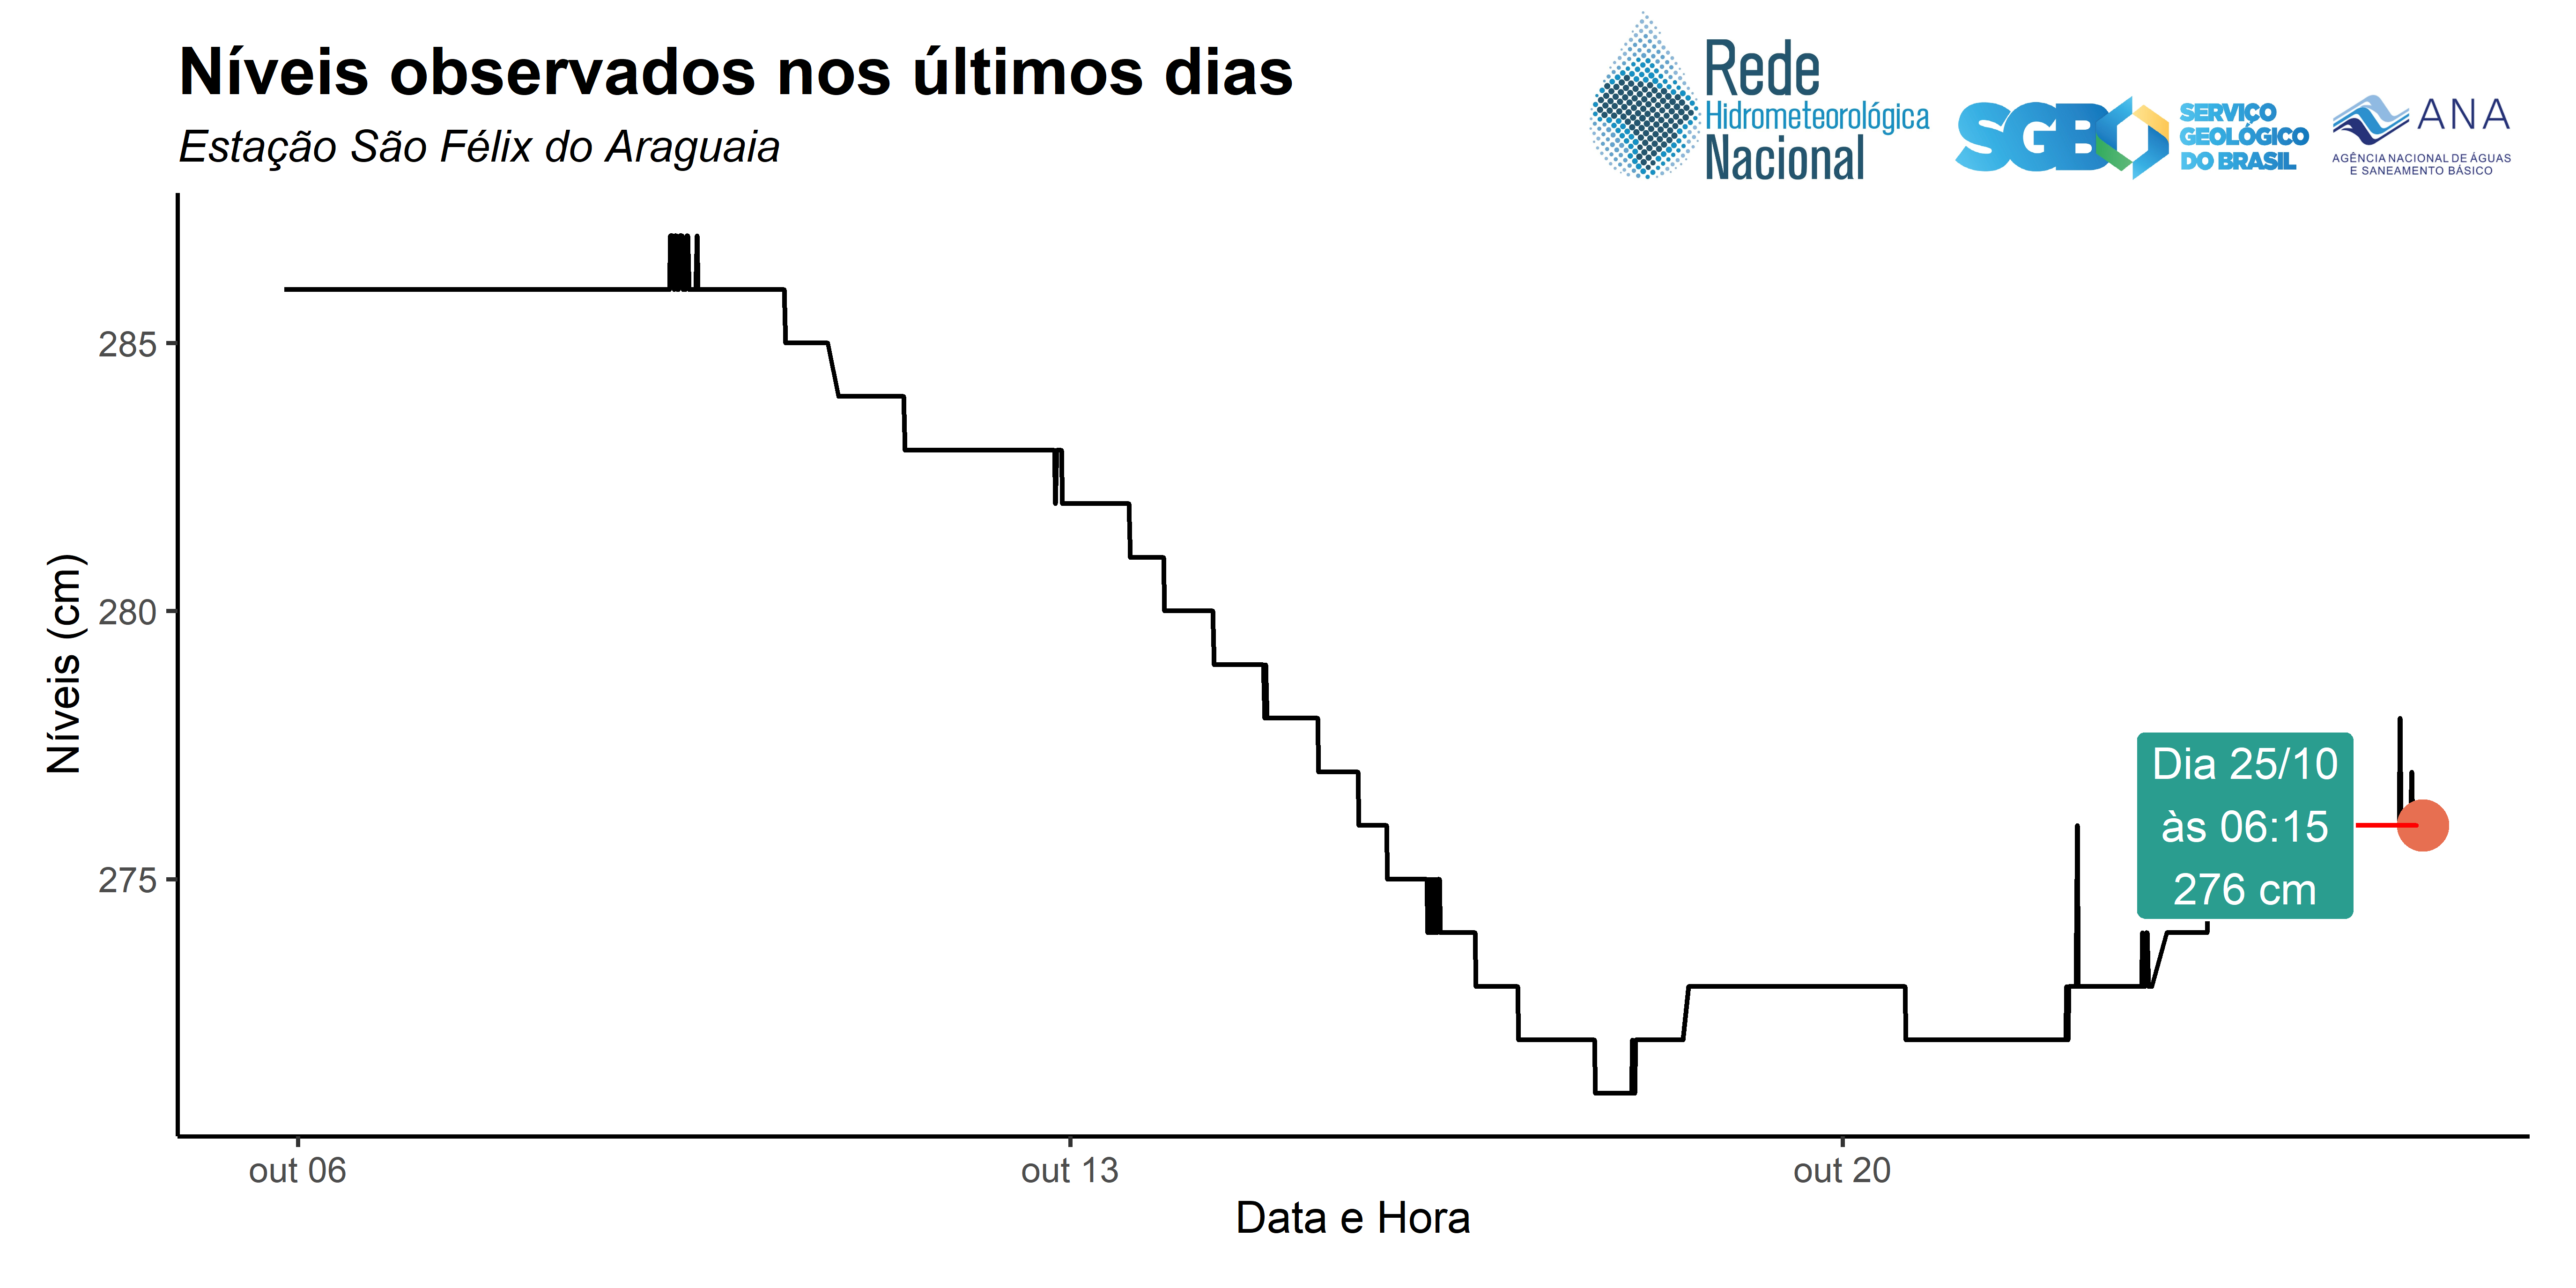 Níveis observados nos últimos dias
Estação São Félix do Araguaia
Rede
Hidrometeorológica
Nacional
SGB
SERVIÇO
GEOLÓGICO
DO BRASIL
ANA
AGÊNCIA NACIONAL DE ÁGUAS
E SANEAMENTO BÁSICO
Níveis (cm)
285
280
275
Dia 25/10
às 06:15
276 cm
out 06
out 13
out 20
Data e Hora